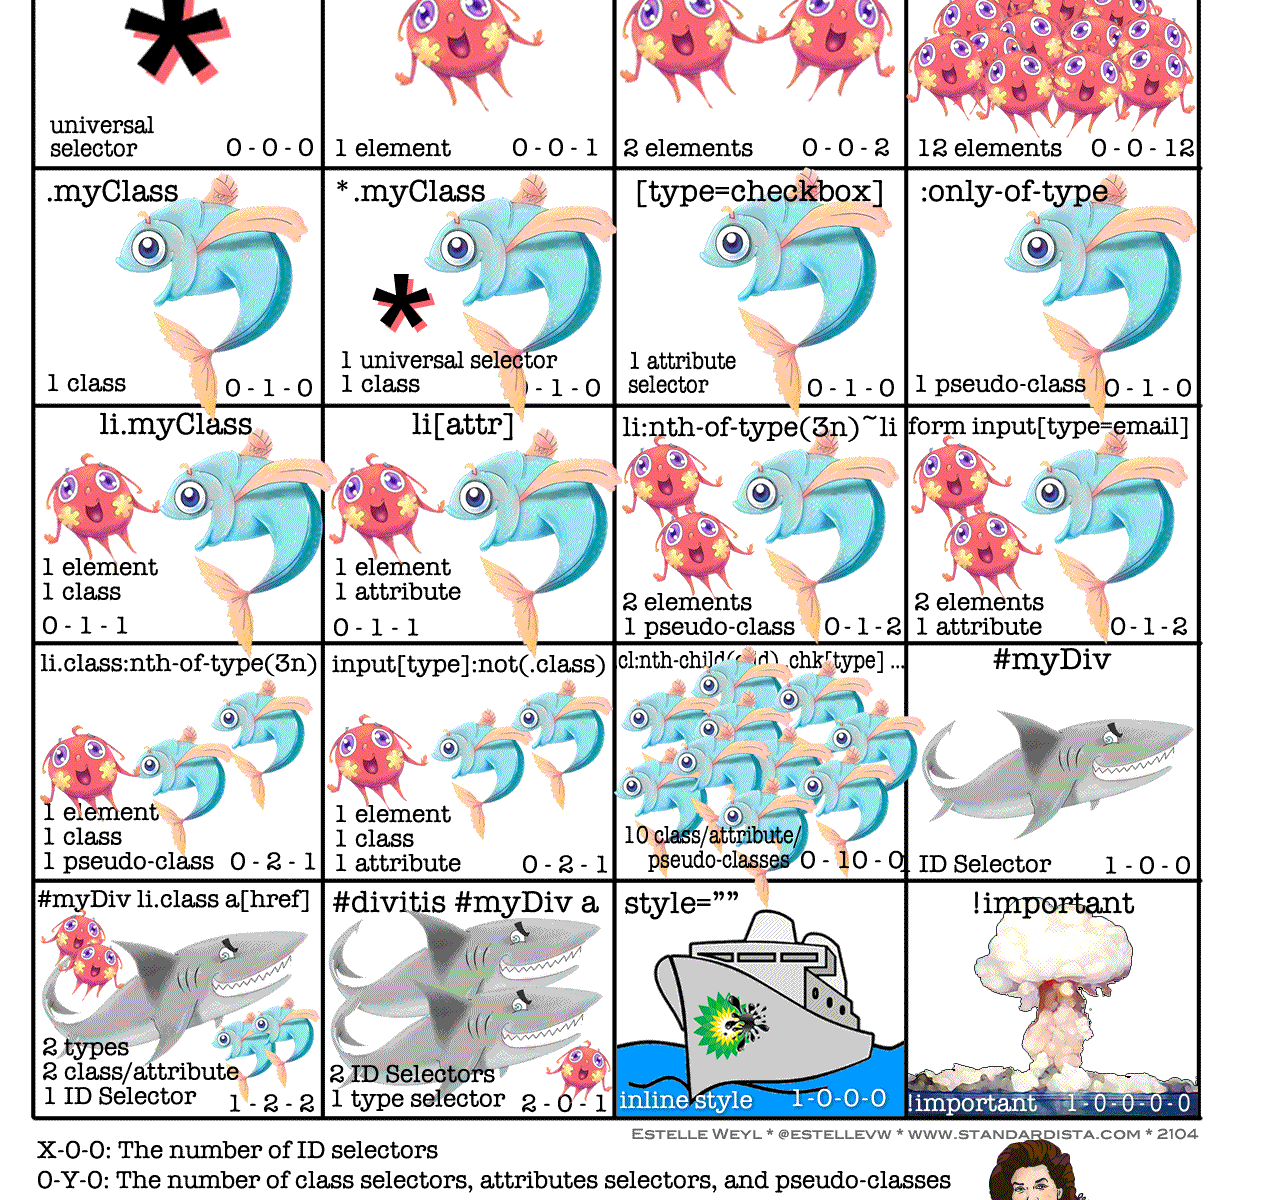 universal
selector
0-0-0
1 element
0-0-1
2 elements
0-0-2
12 elements
0-0-12
.myClass
1 class
0-1-0
*.myClass
*
1 universal selector
1 class
0-1-0
[type=checkbox]
1 attribute
selector
0-1-0
:only-of-type
1 pseudo-class
0-1-0
li.myClass
1 element
1 class
0-1-1
li[attr]
1 element
1 attribute
0-1-1
li:nth-of-type(3n)~li
2 elements
1 pseudo-class
0-1-2
form input[type=email]
2 elements
1 attribute
0-1-2
li.class:nth-of-type(3n)
1 element
1 class
1 pseudo-class
0-2-1
input[type]:not(.class)
1 element
1 class
1 attribute
0-2-1
.chk[type] ...
10 class/attribute/
pseudo-classes
0-10-0
#myDiv
ID Selector
1-0-0
#myDiv li.class a[href]
2 types
2 class/attribute
1 ID Selector
1-2-2
#divitis #myDiv a
2 ID Selectors
1 type selector
2-0-1
style=””
inline style
1-0-0-0
!important
!important
1-0-0-0-0
Estelle Weyl * @estellevw * www.standardista.com * 2104
X-0-0: The number of ID selectors
0-Y-0: The number of class selectors, attributes selectors, and pseudo-classes